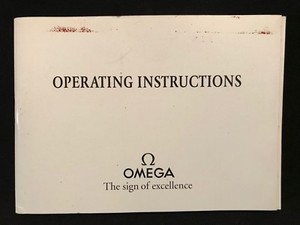 OPERATING INSTRUCTIONS
Ω
OMEGA
The sign of excellence